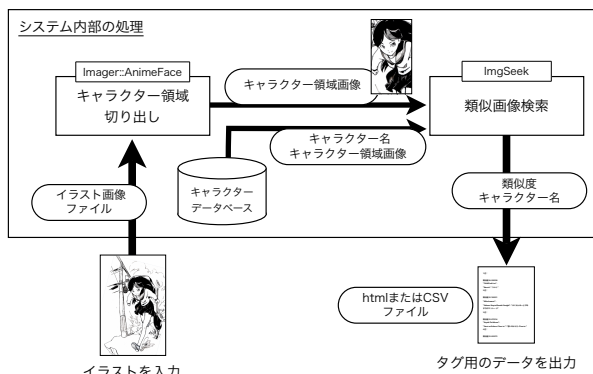 システム内部の処理
Imager::AnimeFace
キャラクター領域
切り出し
キャラクター領域画像
ImgSeek
類似画像検索
キャラクター名
キャラクター領域画像
イラスト画像
ファイル
キャラクター
データベース
類似度
キャラクター名
htmlまたはCSV
ファイル
イラストを入力
タグ用のデータを出力